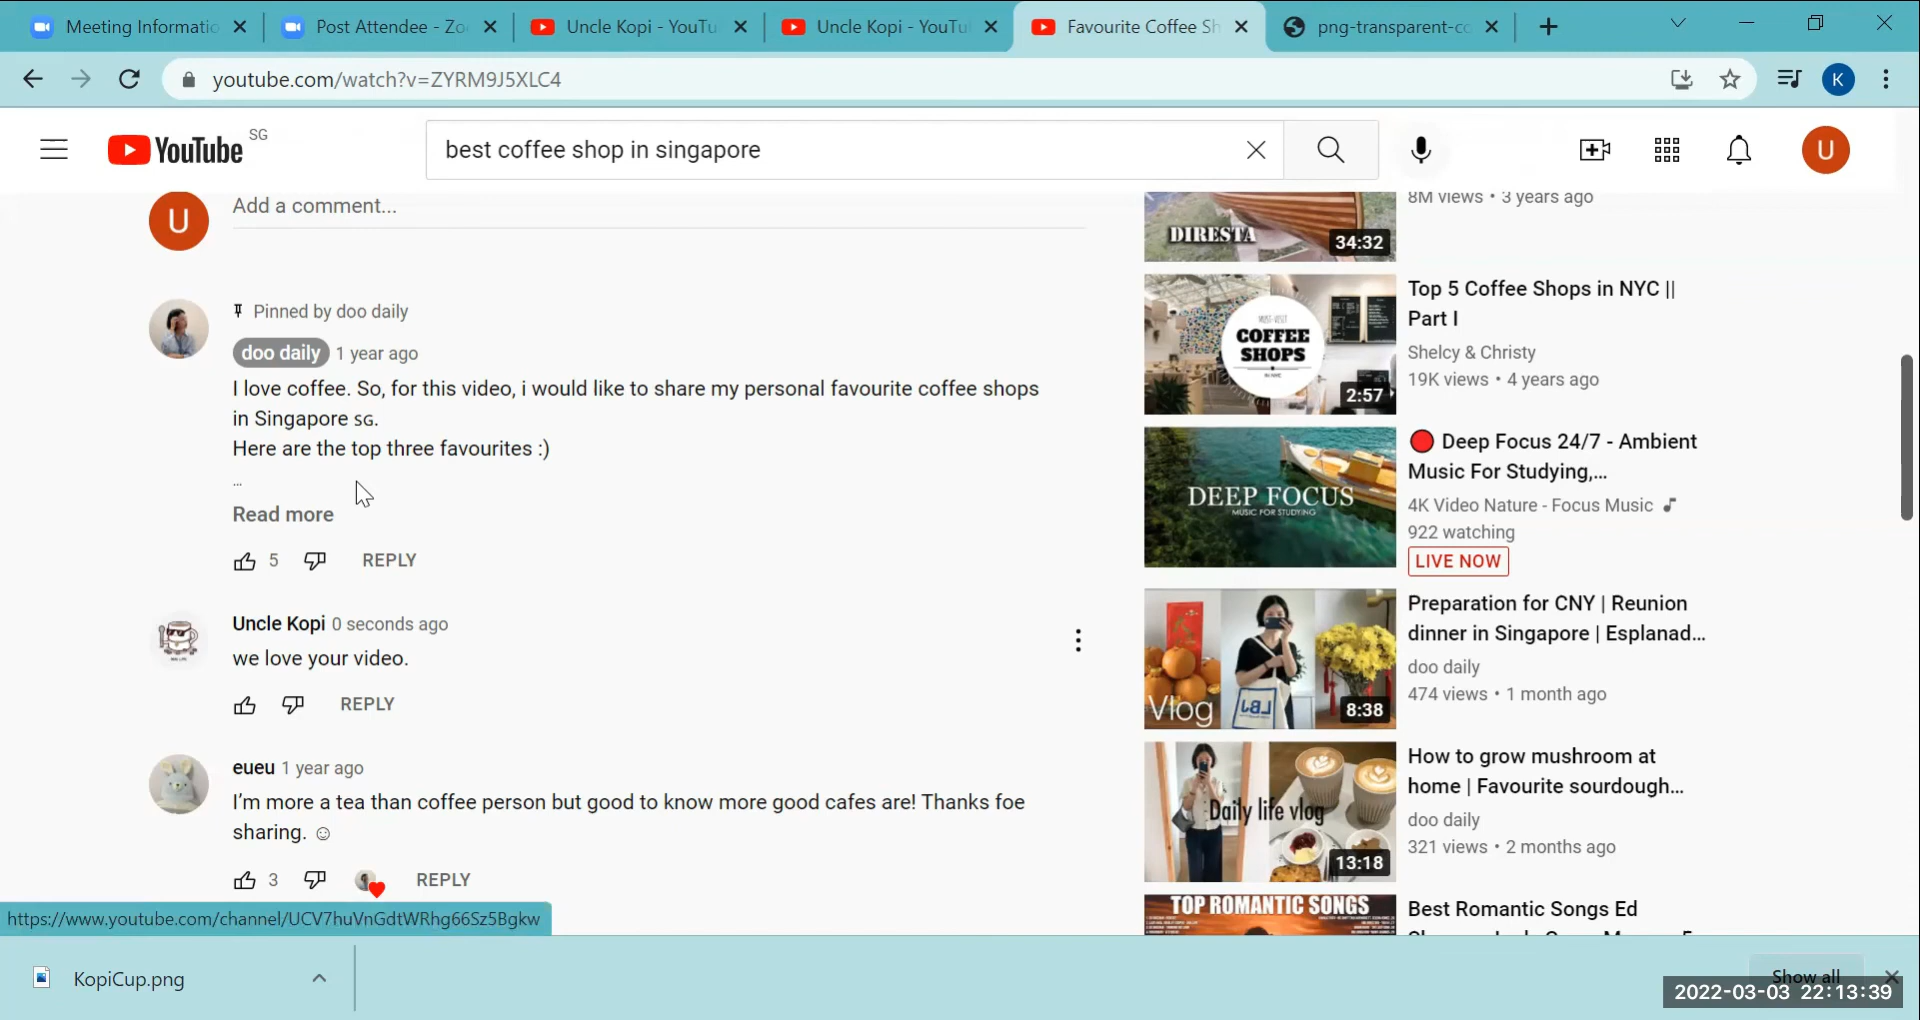 Meeting Informatio
Post Attendee - Zo
Uncle Kopi - YouTu
Uncle Kopi - YouTu
Favourite Coffee Sh
png-transparent-co
youtube.com/watch?v=ZYRM9J5XLC4
K
YouTube SG
best coffee shop in singapore
U
U
Add a comment...
Pinned by doo daily
doo daily 1 year ago
I love coffee. So, for this video, i would like to share my personal favourite coffee shops
in Singapore SG.
Here are the top three favourites :)
...
Read more
5 REPLY
Uncle Kopi 0 seconds ago
we love your video.
REPLY
eueu 1 year ago
I'm more a tea than coffee person but good to know more good cafes are! Thanks foe
sharing. ☺
3 REPLY
https://www.youtube.com/channel/UCV7huVnGdtWRhg66Sz5Bgkw
DIRESTA
34:32
8M views • 3 years ago
MUST-VISIT
COFFEE
SHOPS
IN NYC
2:57
Top 5 Coffee Shops in NYC ||
Part I
Shelcy & Christy
19K views • 4 years ago
DEEP FOCUS
MUSIC FOR STUDYING
Deep Focus 24/7 - Ambient
Music For Studying,...
4K Video Nature - Focus Music
922 watching
LIVE NOW
Vlog
8:38
Preparation for CNY | Reunion
dinner in Singapore | Esplanad...
doo daily
474 views • 1 month ago
Daily life vlog
13:18
How to grow mushroom at
home | Favourite sourdough...
doo daily
321 views • 2 months ago
TOP ROMANTIC SONGS
Best Romantic Songs Ed
KopiCup.png
Show all
2022-03-03 22:13:39